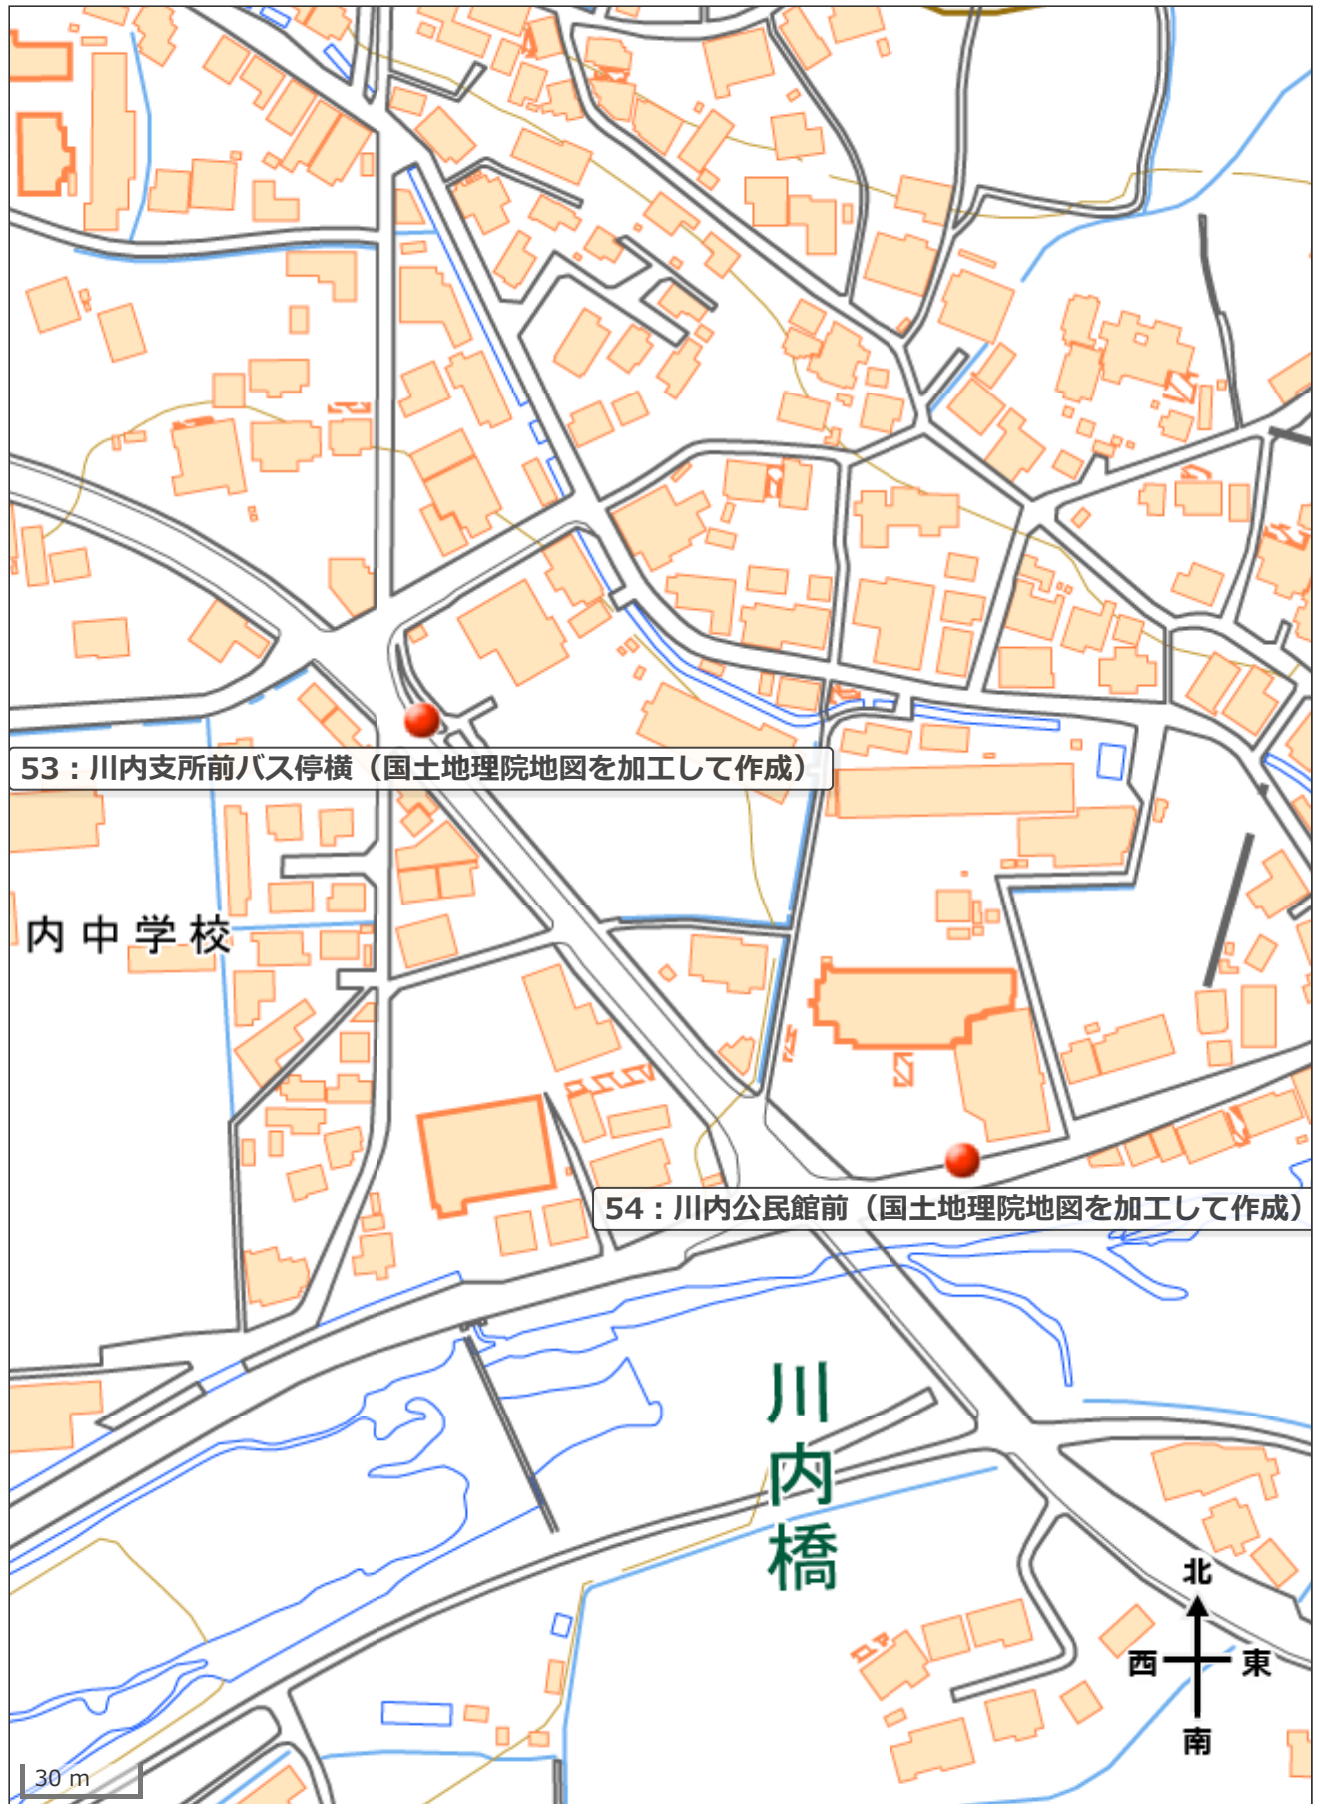 53：川内支所前バス停横（国土地理院地図を加工して作成）
内中学校
54：川内公民館前（国土地理院地図を加工して作成）
川内橋
北
西 東
南
30 m